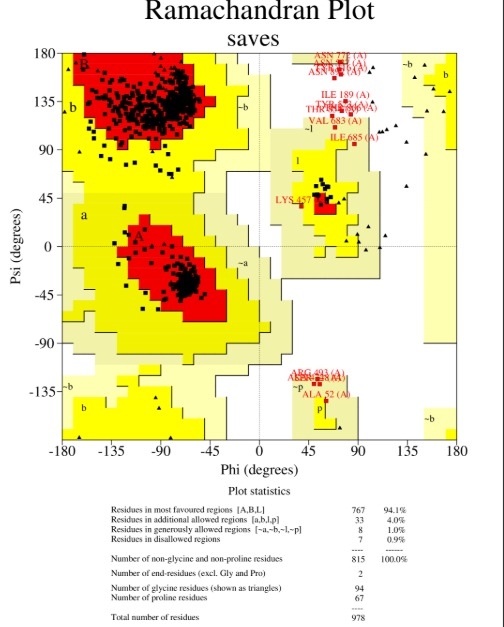 Ramachandran Plot
saves
B
A
b
a
l
p
~b
~b
b
~l
~a
~p
~b
b
b
~b
ILE 189 (A)
VAL 683 (A)
ILE 685 (A)
LYS 457
ARG 493 (A)
ALA 52 (A)
180
135
90
45
0
-45
-90
-135
-180
-135
-90
-45
0
45
90
135
180
Psi (degrees)
Phi (degrees)
Plot statistics
Residues in most favoured regions [A,B,L] 767 94.1%
Residues in additional allowed regions [a,b,l,p] 33 4.0%
Residues in generously allowed regions [~a,~b,~l,~p] 8 1.0%
Residues in disallowed regions 7 0.9%
---- ------
Number of non-glycine and non-proline residues 815 100.0%
Number of end-residues (excl. Gly and Pro) 2
Number of glycine residues (shown as triangles) 94
Number of proline residues 67
----
Total number of residues 978